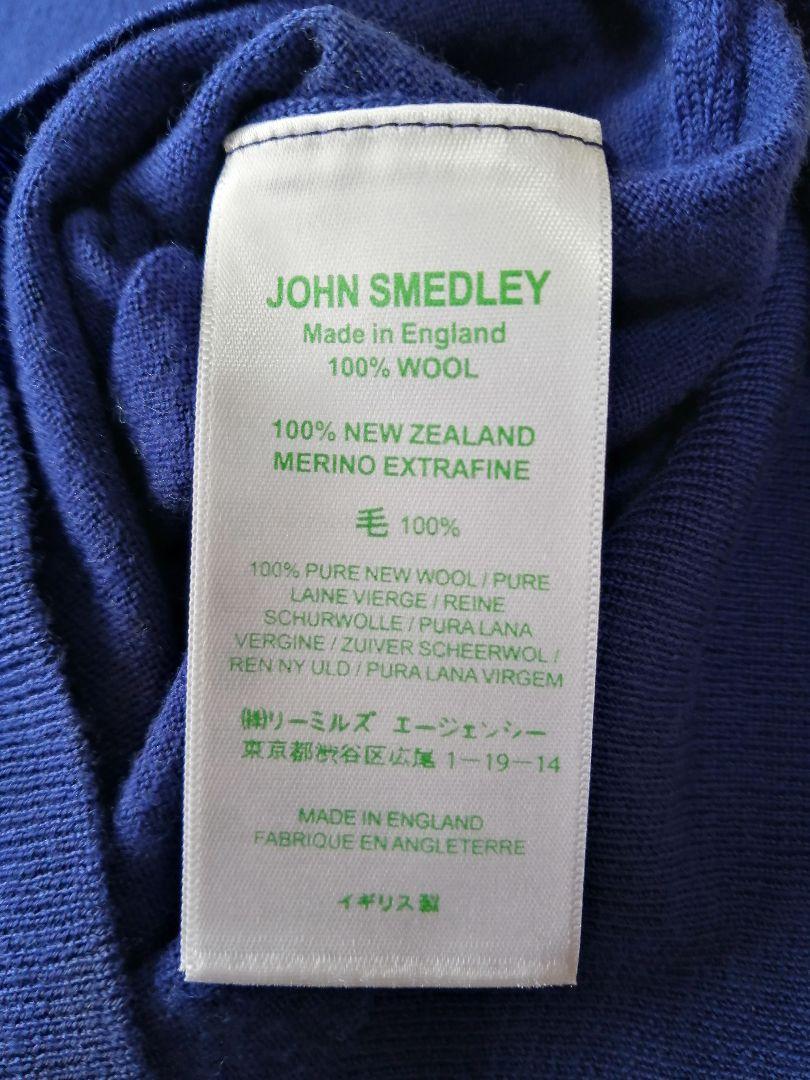 JOHN SMEDLEY
Made in England
100% WOOL
100% NEW ZEALAND
MERINO EXTRAFINE
毛 100%
100% PURE NEW WOOL / PURE
LAINE VIERGE / REINE
SCHURWOLLE / PURA LANA
VERGINE / ZUIVER SCHEERWOL /
REN NY ULD / PURA LANA VIRGEM
㈱リーミルズ エージェンシー
東京都渋谷区広尾 1-19-14
MADE IN ENGLAND
FABRIQUE EN ANGLETERRE
イギリス製